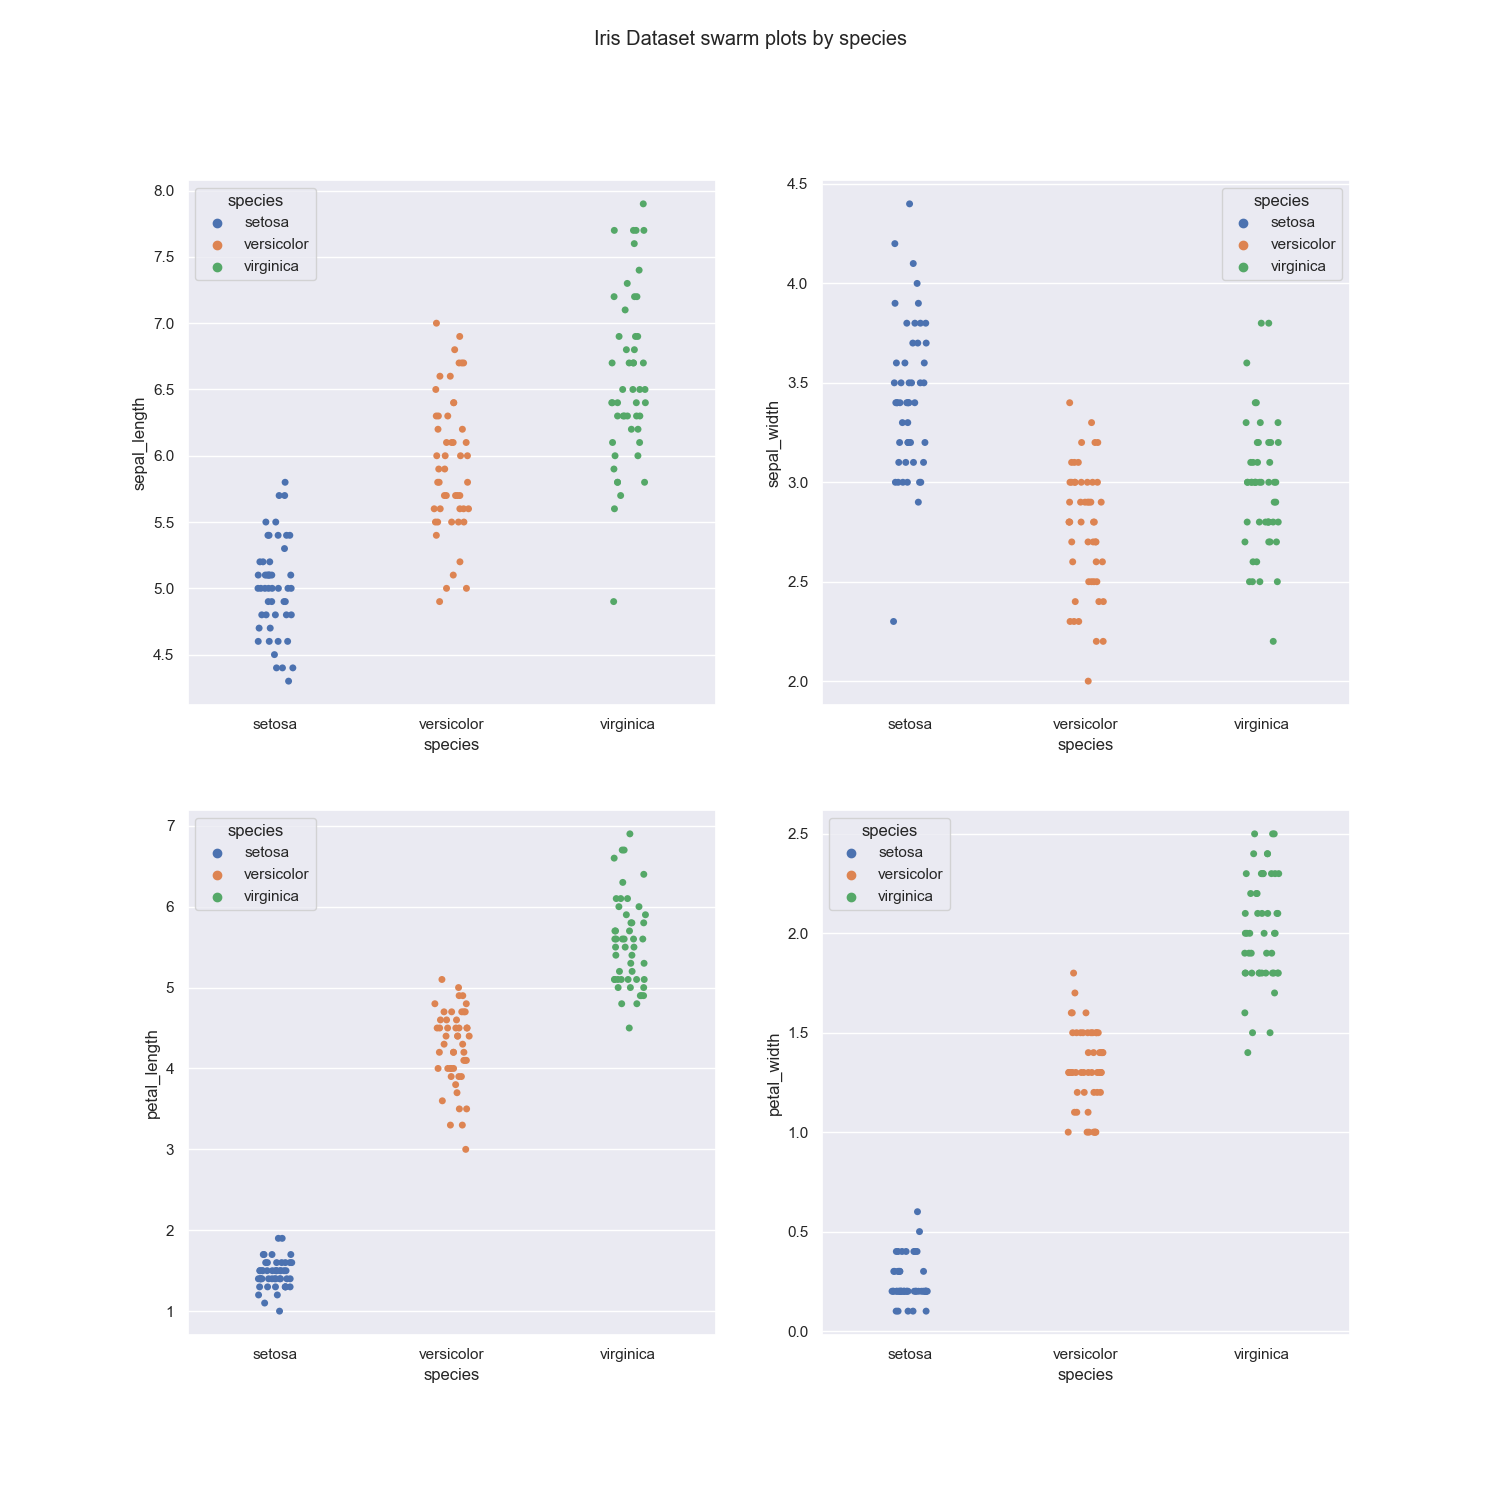 Iris Dataset swarm plots by species
8.0
7.5
7.0
6.5
6.0
5.5
5.0
4.5
sepal_length
species
setosa
versicolor
virginica
setosa versicolor virginica
species
4.5
4.0
3.5
3.0
2.5
2.0
sepal_width
species
setosa
versicolor
virginica
setosa versicolor virginica
species
7
6
5
4
3
2
1
petal_length
species
setosa
versicolor
virginica
setosa versicolor virginica
species
2.5
2.0
1.5
1.0
0.5
0.0
petal_width
species
setosa
versicolor
virginica
setosa versicolor virginica
species